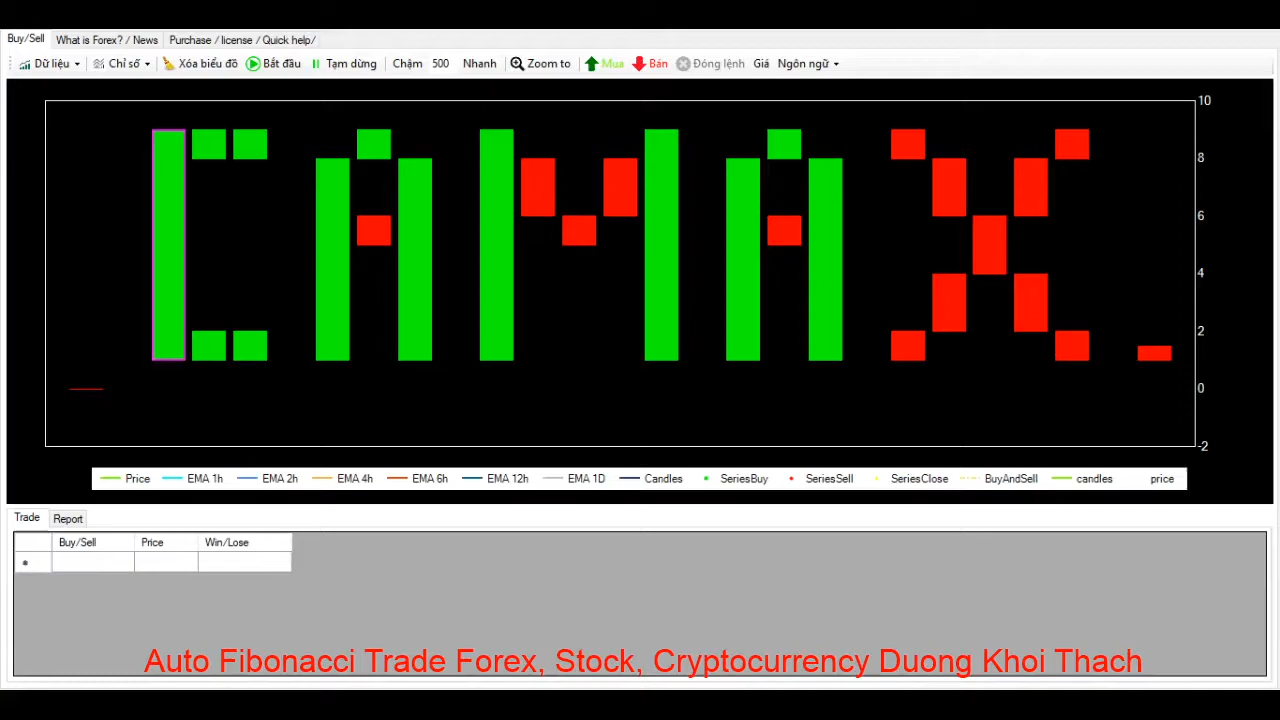 Buy/Sell What is Forex? / News Purchase / license / Quick help/
Dữ liệu Chỉ số Xóa biểu đồ Bắt đầu Tạm dừng Chậm 500 Nhanh Zoom to Mua Bán Đóng lệnh Giá Ngôn ngữ
10
8
6
4
2
0
-2
CAMAX
Price EMA 1h EMA 2h EMA 4h EMA 6h EMA 12h EMA 1D Candles SeriesBuy SeriesSell SeriesClose BuyAndSell candles price
Trade Report
Buy/Sell Price Win/Lose
Auto Fibonacci Trade Forex, Stock, Cryptocurrency Duong Khoi Thach